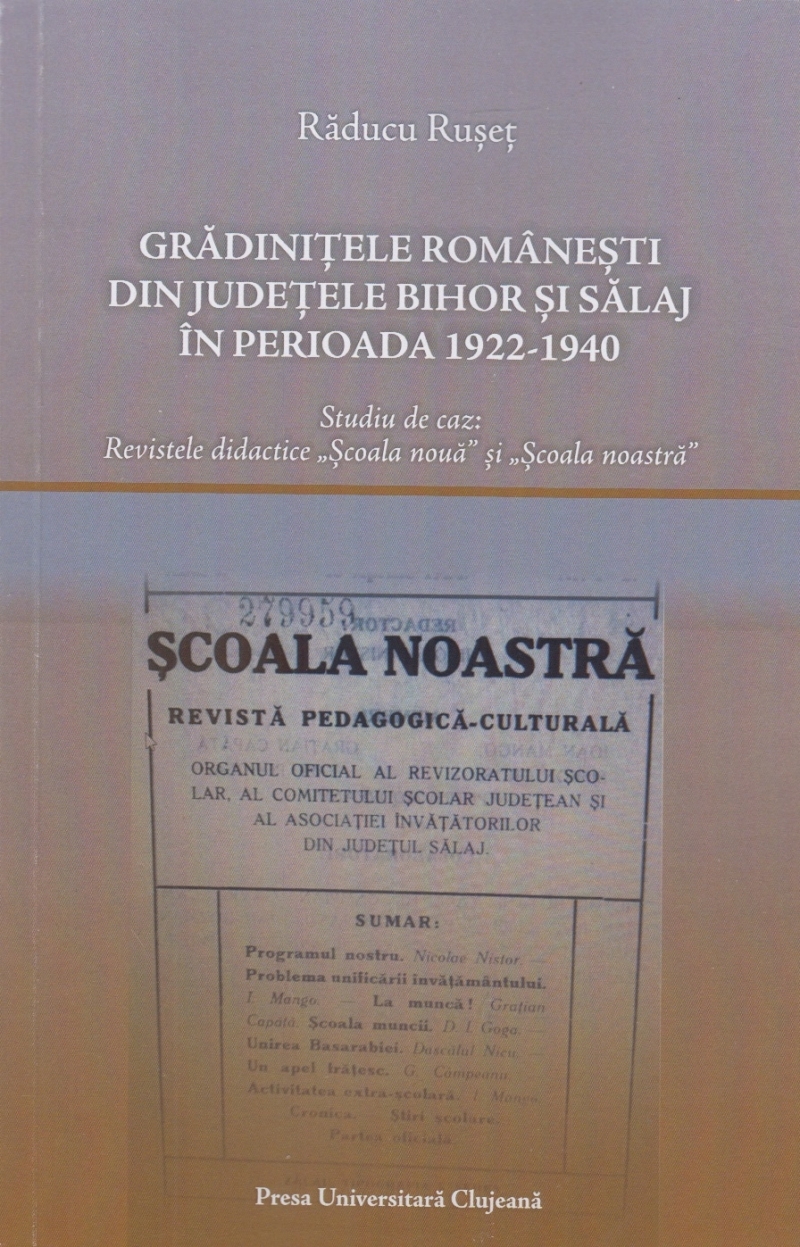 Răducu Rușeț
GRĂDINIȚELE ROMÂNEȘTI
DIN JUDEȚELE BIHOR ȘI SĂLAJ
ÎN PERIOADA 1922-1940
Studiu de caz:
Revistele didactice „Școala nouă” și „Școala noastră”
279959
ȘCOALA NOASTRĂ
REVISTĂ PEDAGOGICĂ-CULTURALĂ
ORGANUL OFICIAL AL REVIZORATULUI ȘCO-
LAR, AL COMITETULUI ȘCOLAR JUDEȚEAN ȘI
AL ASOCIAȚIEI ÎNVĂȚĂTORILOR
DIN JUDEȚUL SĂLAJ.
SUMAR:
Programul nostru. Nicolae Nistor. —
Problema unificării învățământului.
I. Mango. — La muncă! Grațian
Capătă. Școala muncii. D. I. Goga. —
Unirea Basarabiei. Dascălul Nicu. —
Un apel frățesc. G. Câmpeanu.
Activitatea extra-școlară. I. Mango.
Cronica. — Știri școlare.
Partea oficială
Presa Universitară Clujeană